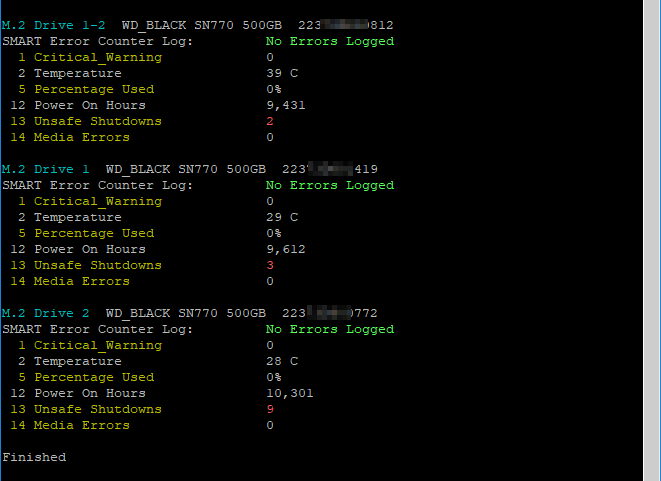 M.2 Drive 1-2 WD_BLACK SN770 500GB 223 0812
SMART Error Counter Log: No Errors Logged
1 Critical_Warning 0
2 Temperature 39 C
5 Percentage Used 0%
12 Power On Hours 9,431
13 Unsafe Shutdowns 2
14 Media Errors 0
M.2 Drive 1 WD_BLACK SN770 500GB 223 419
SMART Error Counter Log: No Errors Logged
1 Critical_Warning 0
2 Temperature 29 C
5 Percentage Used 0%
12 Power On Hours 9,612
13 Unsafe Shutdowns 3
14 Media Errors 0
M.2 Drive 2 WD_BLACK SN770 500GB 223 772
SMART Error Counter Log: No Errors Logged
1 Critical_Warning 0
2 Temperature 28 C
5 Percentage Used 0%
12 Power On Hours 10,301
13 Unsafe Shutdowns 9
14 Media Errors 0
Finished